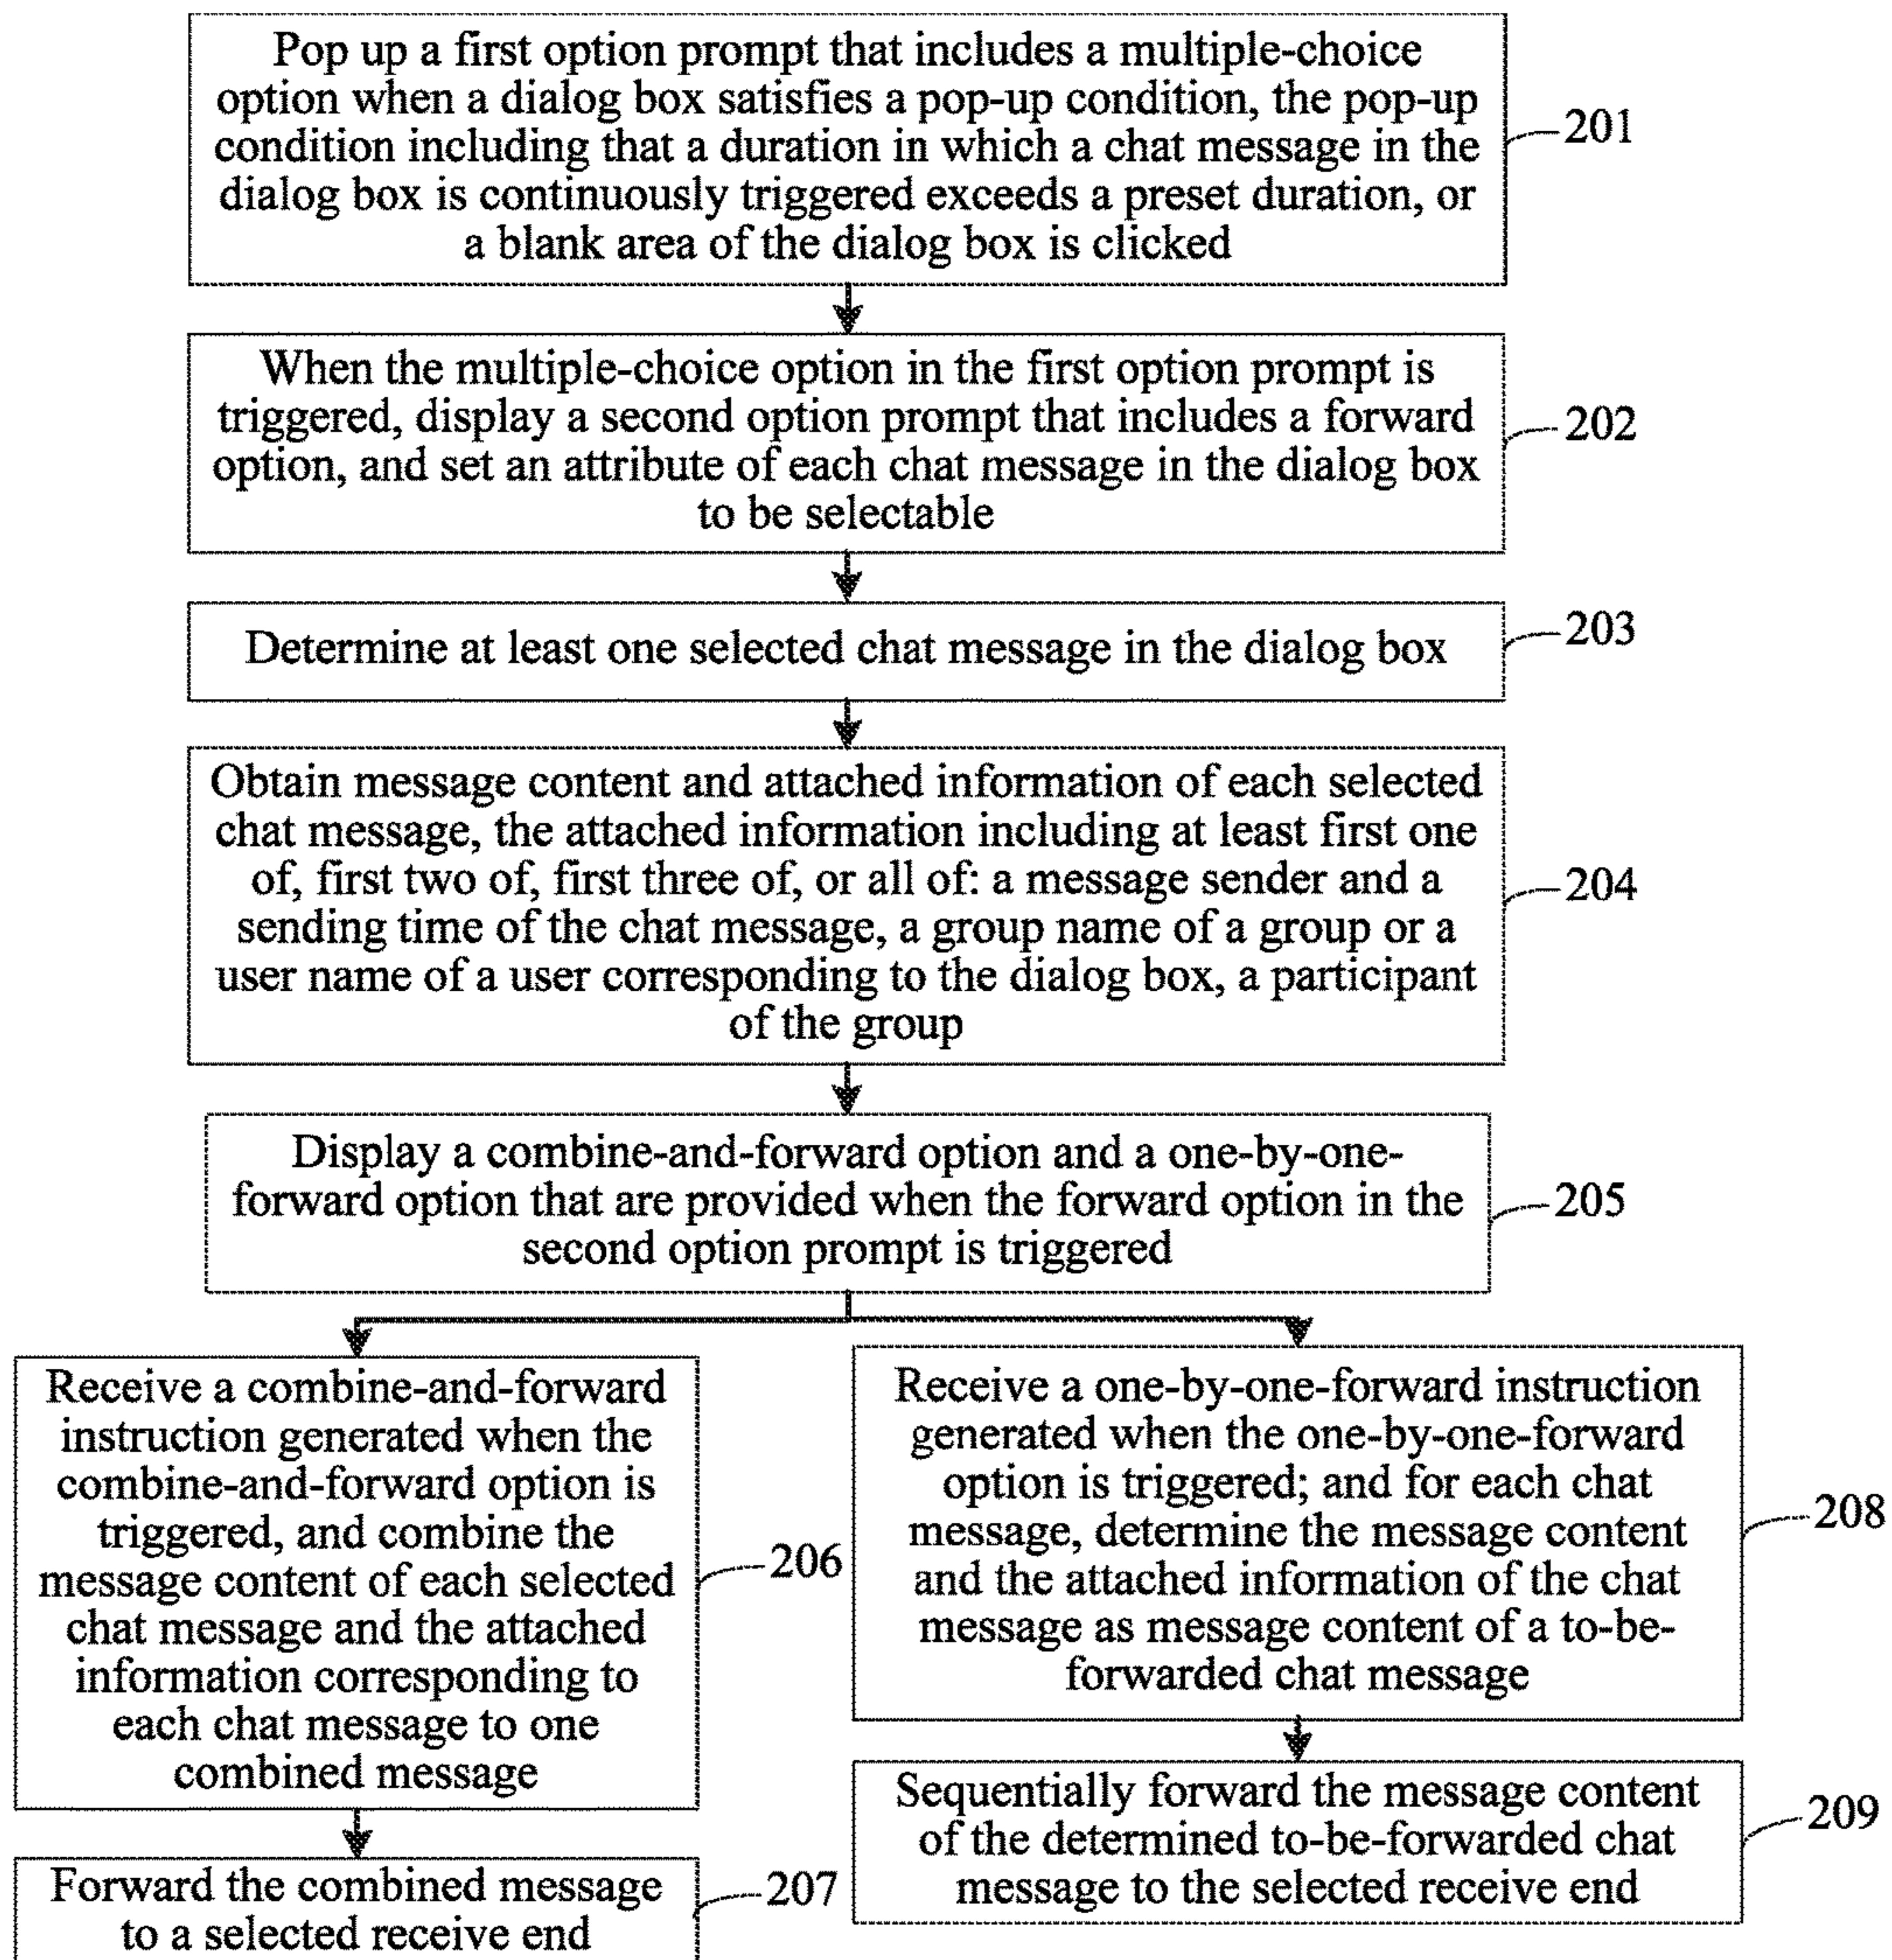 Pop up a first option prompt that includes a multiple-choice
option when a dialog box satisfies a pop-up condition, the pop-up
condition including that a duration in which a chat message in the
dialog box is continuously triggered exceeds a preset duration, or
a blank area of the dialog box is clicked
201
When the multiple-choice option in the first option prompt is
triggered, display a second option prompt that includes a forward
option, and set an attribute of each chat message in the dialog box
to be selectable
202
Determine at least one selected chat message in the dialog box
203
Obtain message content and attached information of each selected
chat message, the attached information including at least first one
of, first two of, first three of, or all of: a message sender and a
sending time of the chat message, a group name of a group or a
user name of a user corresponding to the dialog box, a participant
of the group
204
Display a combine-and-forward option and a one-by-one-
forward option that are provided when the forward option in the
second option prompt is triggered
205
Receive a combine-and-forward
instruction generated when the
combine-and-forward option is
triggered, and combine the
message content of each selected
chat message and the attached
information corresponding to
each chat message to one
combined message
206
Forward the combined message
to a selected receive end
207
Receive a one-by-one-forward instruction
generated when the one-by-one-forward
option is triggered; and for each chat
message, determine the message content
and the attached information of the chat
message as message content of a to-be-
forwarded chat message
208
Sequentially forward the message content
of the determined to-be-forwarded chat
message to the selected receive end
209